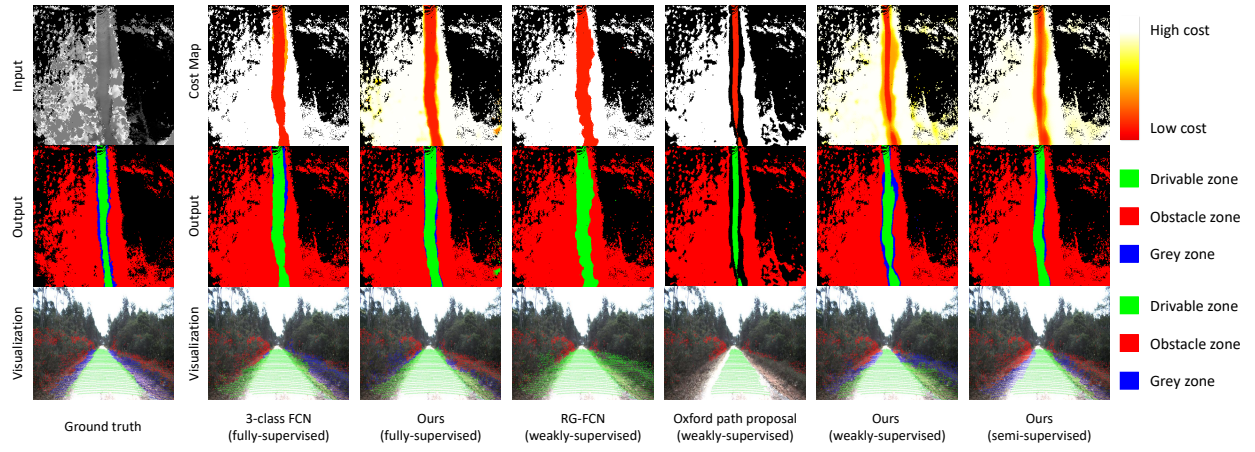 Input
Cost Map
High cost
Low cost
Output
Output
Drivable zone
Obstacle zone
Grey zone
Visualization
Visualization
Drivable zone
Obstacle zone
Grey zone
Ground truth
3-class FCN
(fully-supervised)
Ours
(fully-supervised)
RG-FCN
(weakly-supervised)
Oxford path proposal
(weakly-supervised)
Ours
(weakly-supervised)
Ours
(semi-supervised)